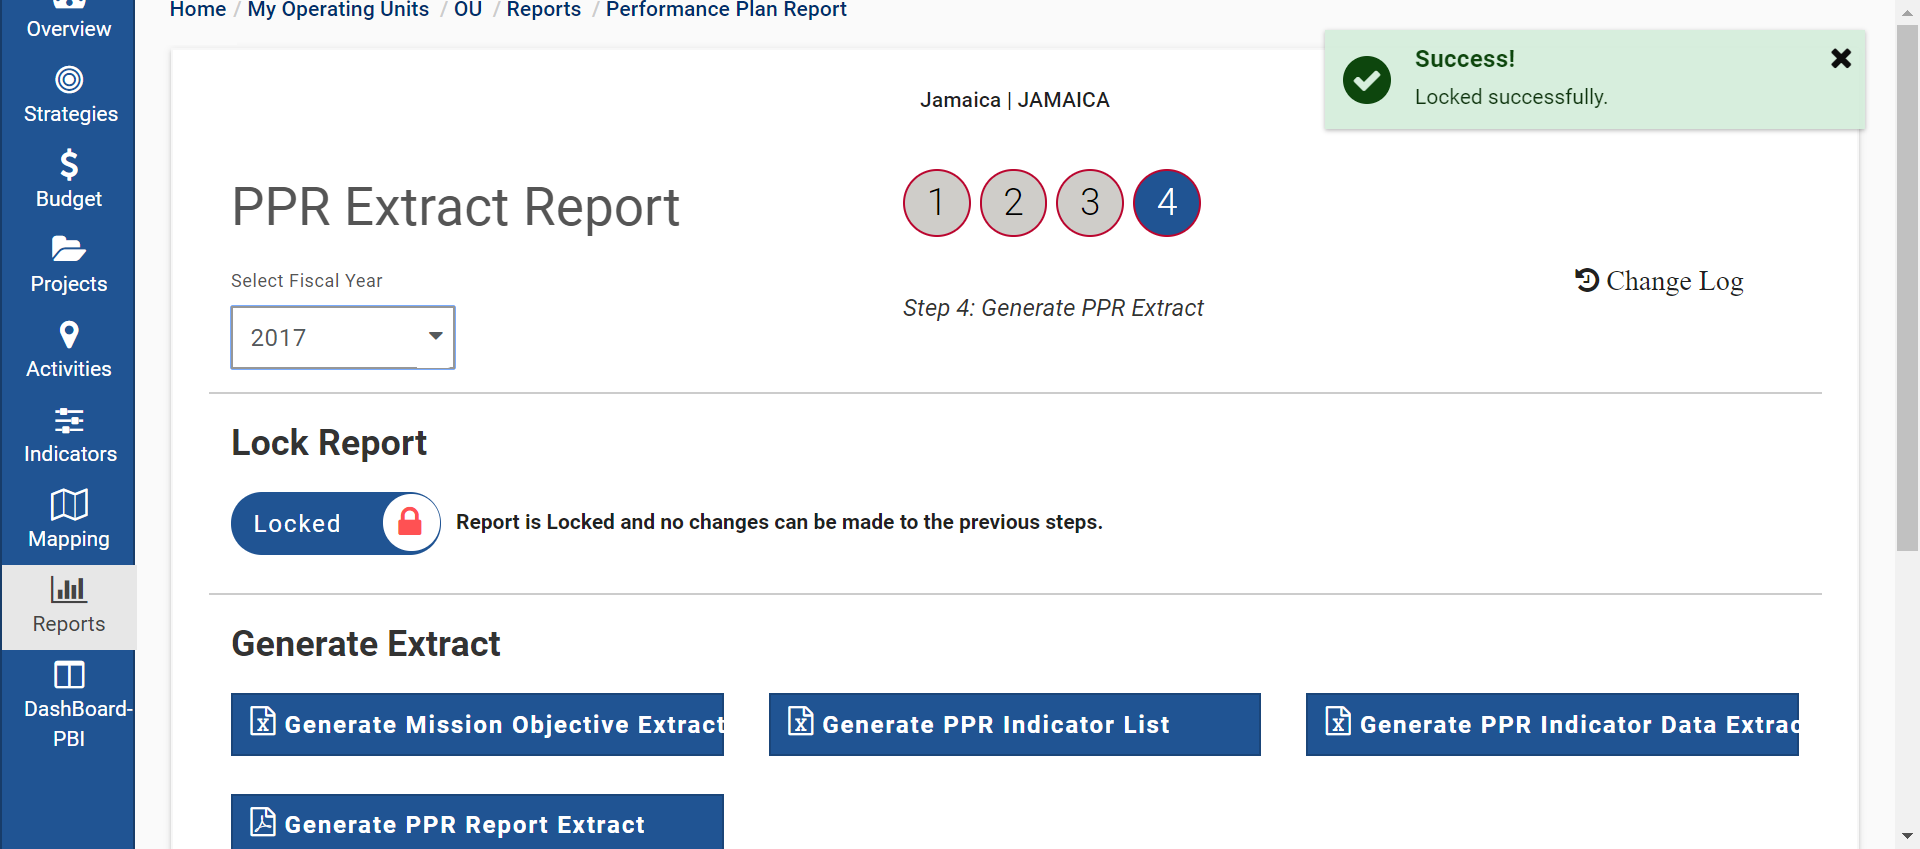 Home / My Operating Units / OU / Reports / Performance Plan Report
Overview
Strategies
Budget
Projects
Activities
Indicators
Mapping
Reports
DashBoard-
PBI
Success!
Locked successfully.
Jamaica | JAMAICA
PPR Extract Report
1 2 3 4
Select Fiscal Year
2017
Step 4: Generate PPR Extract
Change Log
Lock Report
Locked
Report is Locked and no changes can be made to the previous steps.
Generate Extract
Generate Mission Objective Extract
Generate PPR Indicator List
Generate PPR Indicator Data Extrac
Generate PPR Report Extract